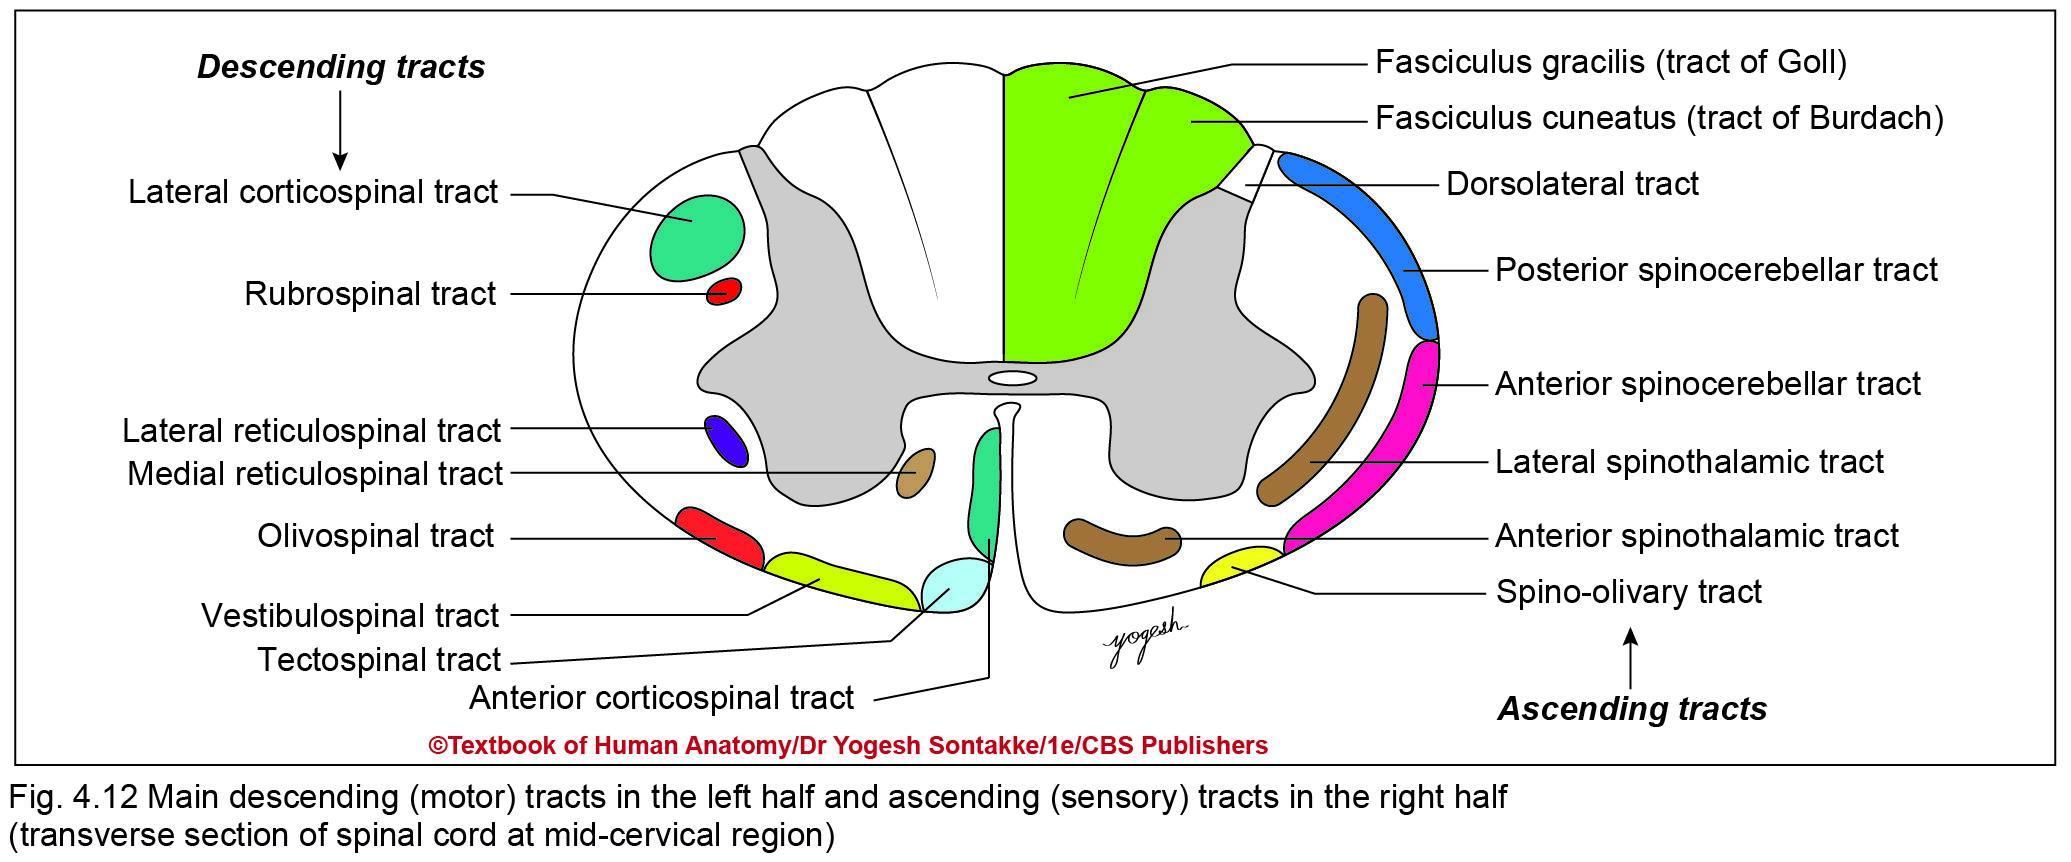 Descending tracts
Lateral corticospinal tract
Rubrospinal tract
Lateral reticulospinal tract
Medial reticulospinal tract
Olivospinal tract
Vestibulospinal tract
Tectospinal tract
Anterior corticospinal tract
Fasciculus gracilis (tract of Goll)
Fasciculus cuneatus (tract of Burdach)
Dorsolateral tract
Posterior spinocerebellar tract
Anterior spinocerebellar tract
Lateral spinothalamic tract
Anterior spinothalamic tract
Spino-olivary tract
Ascending tracts
yogesh
©Textbook of Human Anatomy/Dr Yogesh Sontakke/1e/CBS Publishers
Fig. 4.12 Main descending (motor) tracts in the left half and ascending (sensory) tracts in the right half
(transverse section of spinal cord at mid-cervical region)